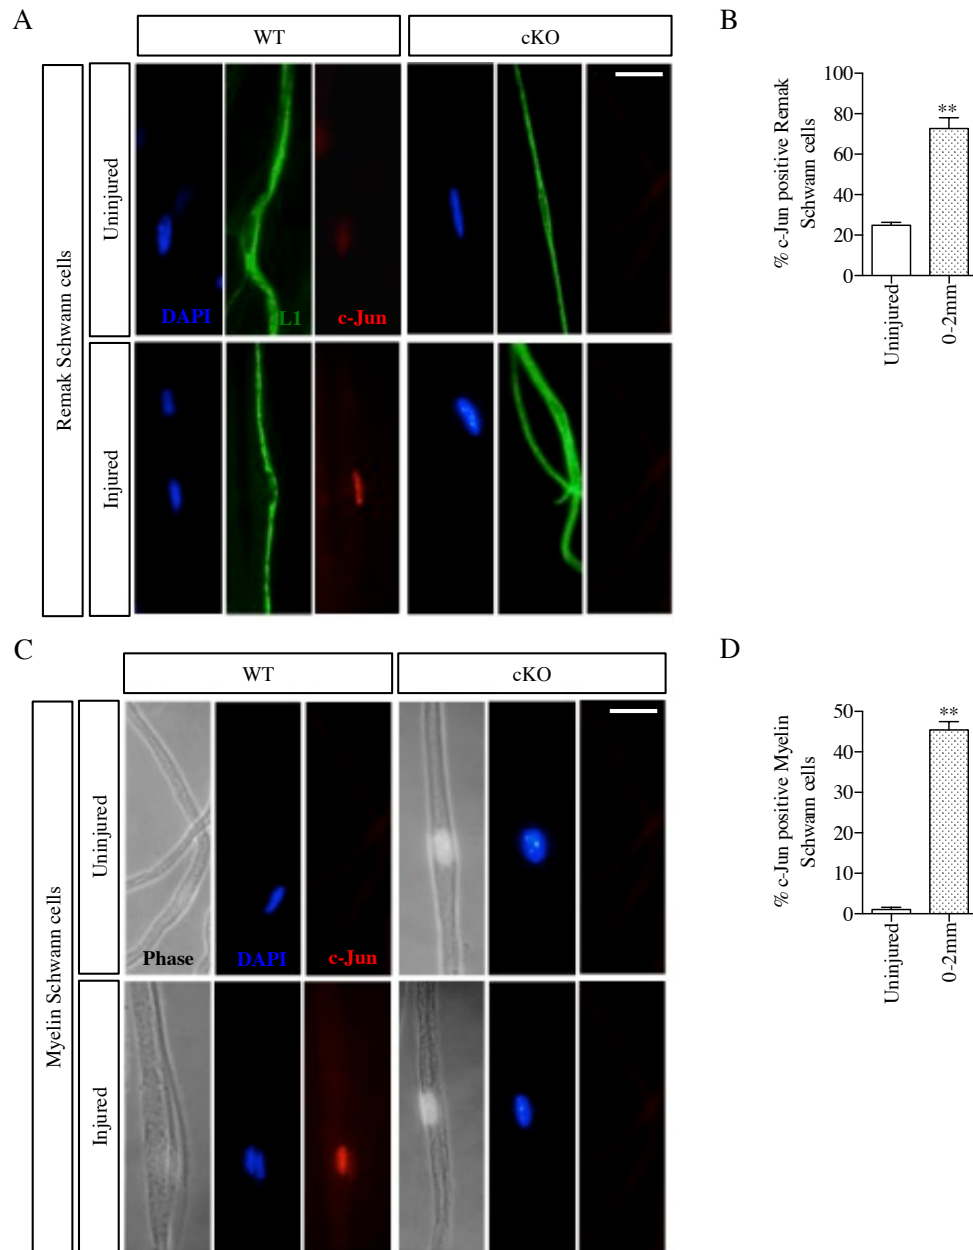 A
WT
cKO
Remak Schwann cells
Uninjured
DAPI
L1
c-Jun
Injured
B
% c-Jun positive Remak
Schwann cells
100
80
60
40
20
0
**
Uninjured
0-2mm
C
WT
cKO
Myelin Schwann cells
Uninjured
Phase
DAPI
c-Jun
Injured
D
% c-Jun positive Myelin
Schwann cells
50
40
30
20
10
0
**
Uninjured
0-2mm